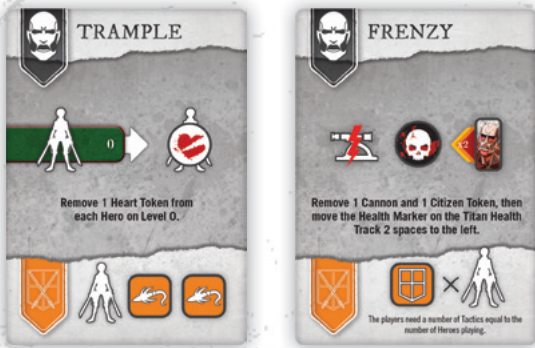 TRAMPLE
0
Remove 1 Heart Token from
each Hero on Level 0.
FRENZY
x2
Remove 1 Cannon and 1 Citizen Token, then
move the Health Marker on the Titan Health
Track 2 spaces to the left.
×
The players need a number of Tactics equal to the
number of Heroes playing.